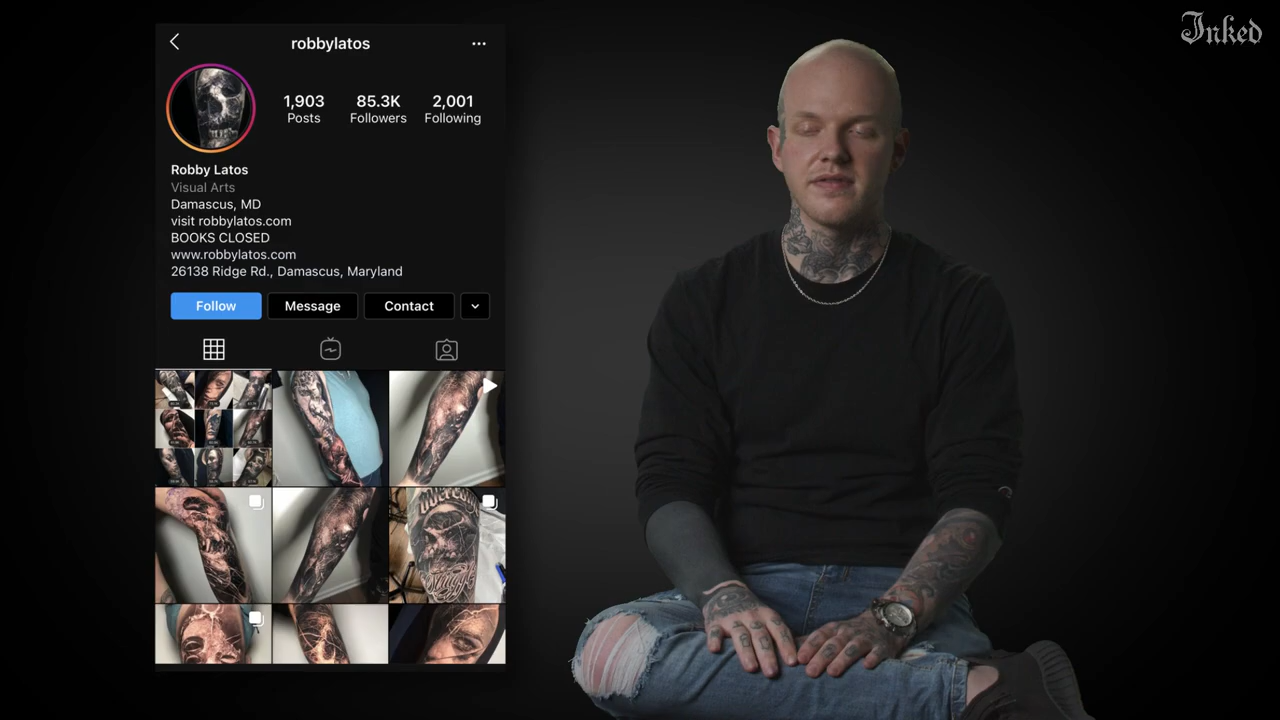 robbylatos
1,903 85.3K 2,001
Posts Followers Following
Robby Latos
Visual Arts
Damascus, MD
visit robbylatos.com
BOOKS CLOSED
www.robbylatos.com
26138 Ridge Rd., Damascus, Maryland
Follow Message Contact
Inked